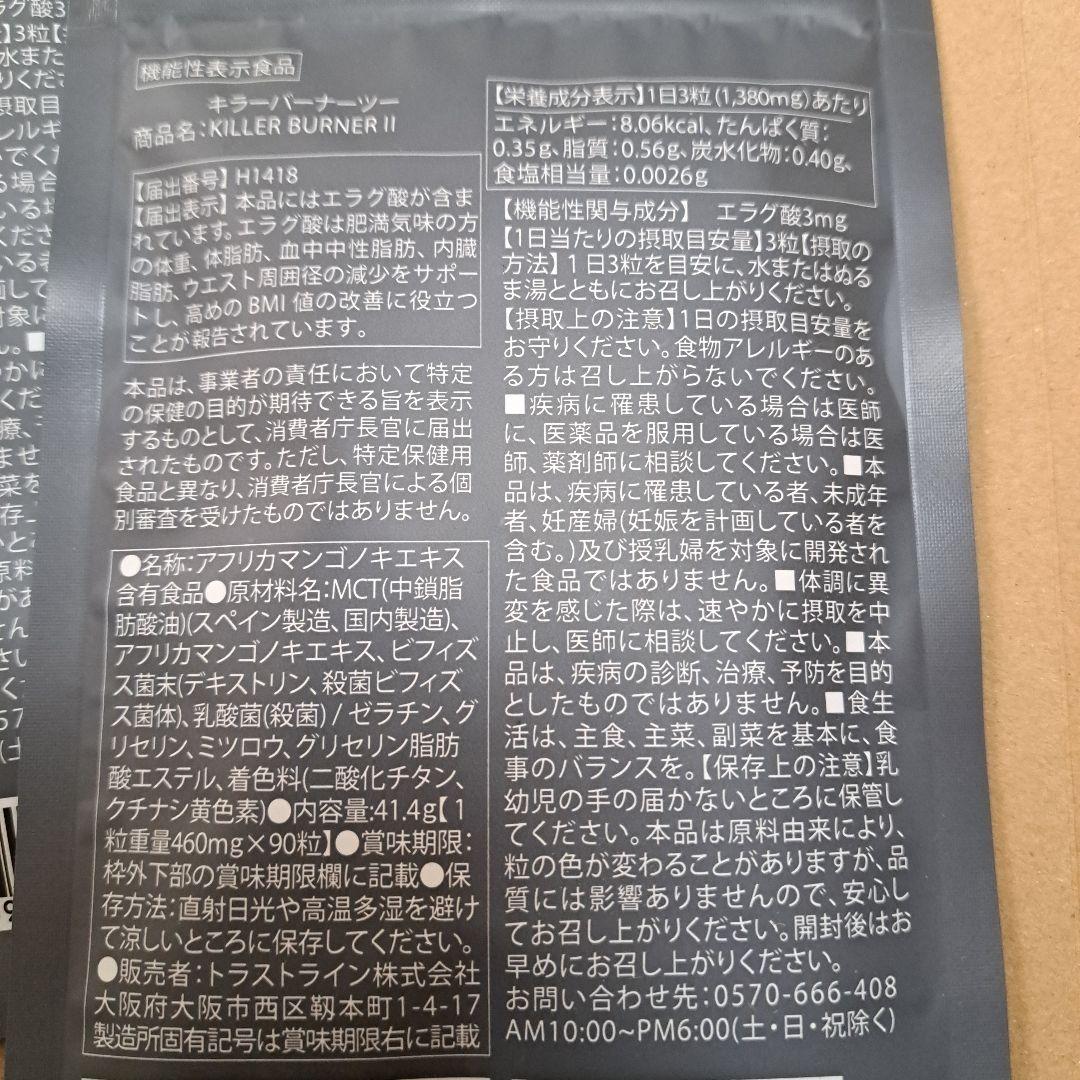 機能性表示食品
キラーバーナーツー
商品名:KILLER BURNER II
【届出番号】H1418
【届出表示】本品にはエラグ酸が含ま
れています。エラグ酸は肥満気味の方
の体重、体脂肪、血中中性脂肪、内臓
脂肪、ウエスト周囲径の減少をサポー
トし、高めのBMI値の改善に役立つ
ことが報告されています。
本品は、事業者の責任において特定
の保健の目的が期待できる旨を表示
するものとして、消費者庁長官に届出
されたものです。ただし、特定保健用
食品と異なり、消費者庁長官による個
別審査を受けたものではありません。
●名称:アフリカマンゴノキエキス
含有食品●原材料名:MCT(中鎖脂
肪酸油)(スペイン製造、国内製造)、
アフリカマンゴノキエキス、ビフィズ
ス菌末(デキストリン、殺菌ビフィズ
ス菌体)、乳酸菌(殺菌) / ゼラチン、グ
リセリン、ミツロウ、グリセリン脂肪
酸エステル、着色料(二酸化チタン、
クチナシ黄色素)●内容量:41.4g【1
粒重量460mg×90粒】●賞味期限:
枠外下部の賞味期限欄に記載●保
存方法:直射日光や高温多湿を避け
て涼しいところに保存してください。
●販売者:トラストライン株式会社
大阪府大阪市西区靱本町1-4-17
製造所固有記号は賞味期限右に記載
【栄養成分表示】1日3粒(1,380mg)あたり
エネルギー:8.06kcal、たんぱく質:
0.35g、脂質:0.56g、炭水化物:0.40g、
食塩相当量:0.0026g
【機能性関与成分】 エラグ酸3mg
【1日当たりの摂取目安量】3粒【摂取の
方法】1日3粒を目安に、水またはぬる
ま湯とともにお召し上がりください。
【摂取上の注意】1日の摂取目安量を
お守りください。食物アレルギーのあ
る方は召し上がらないでください。
■疾病に罹患している場合は医師
に、医薬品を服用している場合は医
師、薬剤師に相談してください。■本
品は、疾病に罹患している者、未成年
者、妊産婦(妊娠を計画している者を
含む。)及び授乳婦を対象に開発され
た食品ではありません。■体調に異
変を感じた際は、速やかに摂取を中
止し、医師に相談してください。■本
品は、疾病の診断、治療、予防を目的
としたものではありません。■食生
活は、主食、主菜、副菜を基本に、食
事のバランスを。【保存上の注意】乳
幼児の手の届かないところに保管し
てください。本品は原料由来により、
粒の色が変わることがありますが、品
質には影響ありませんので、安心し
てお召し上がりください。開封後はお
早めにお召し上がりください。
お問い合わせ先:0570-666-408
AM10:00~PM6:00(土・日・祝除く)